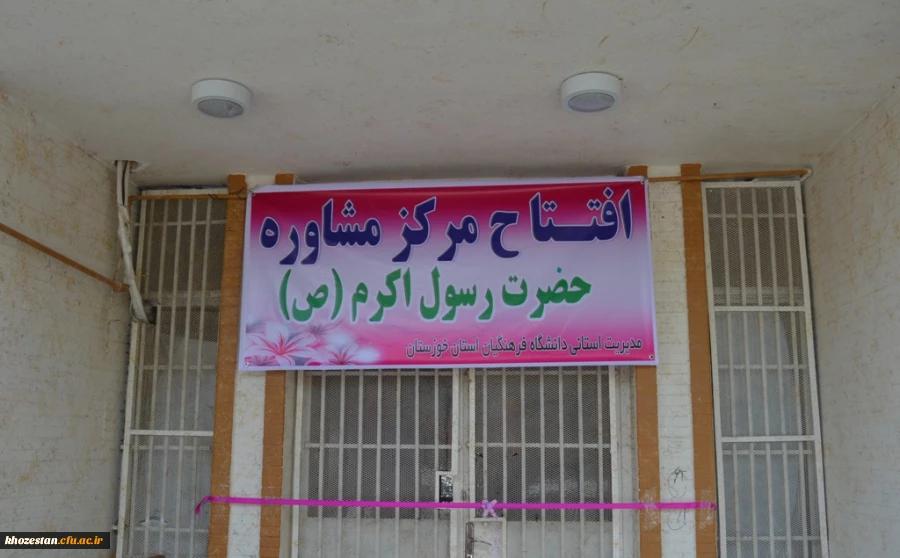 افتتاح مرکز مشاوره
حضرت رسول اکرم (ص)
مدیریت استانی دانشگاه فرهنگیان استان خوزستان
khozestan.cfu.ac.ir